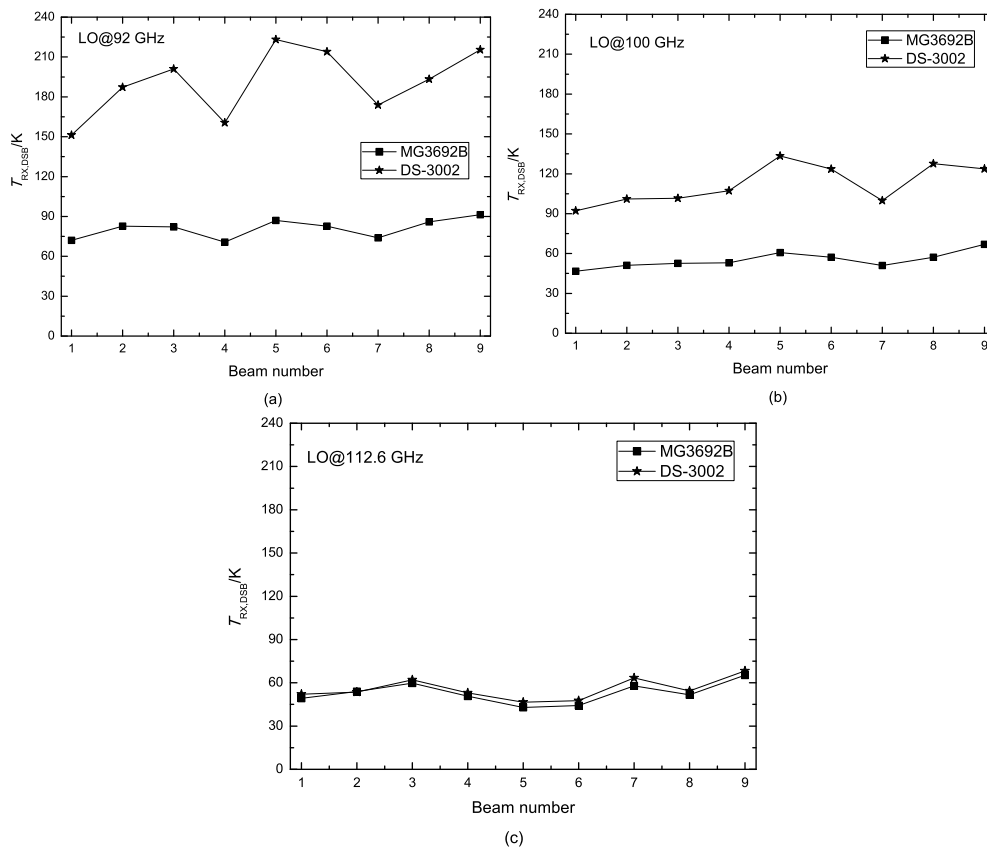 LO@92 GHz
MG3692B
DS-3002
240
210
180
150
120
90
60
30
0
T RX,DSB/K
1 2 3 4 5 6 7 8 9
Beam number
(a)
LO@100 GHz
MG3692B
DS-3002
240
210
180
150
120
90
60
30
0
T RX,DSB/K
1 2 3 4 5 6 7 8 9
Beam number
(b)
LO@112.6 GHz
MG3692B
DS-3002
240
210
180
150
120
90
60
30
0
T RX,DSB/K
1 2 3 4 5 6 7 8 9
Beam number
(c)